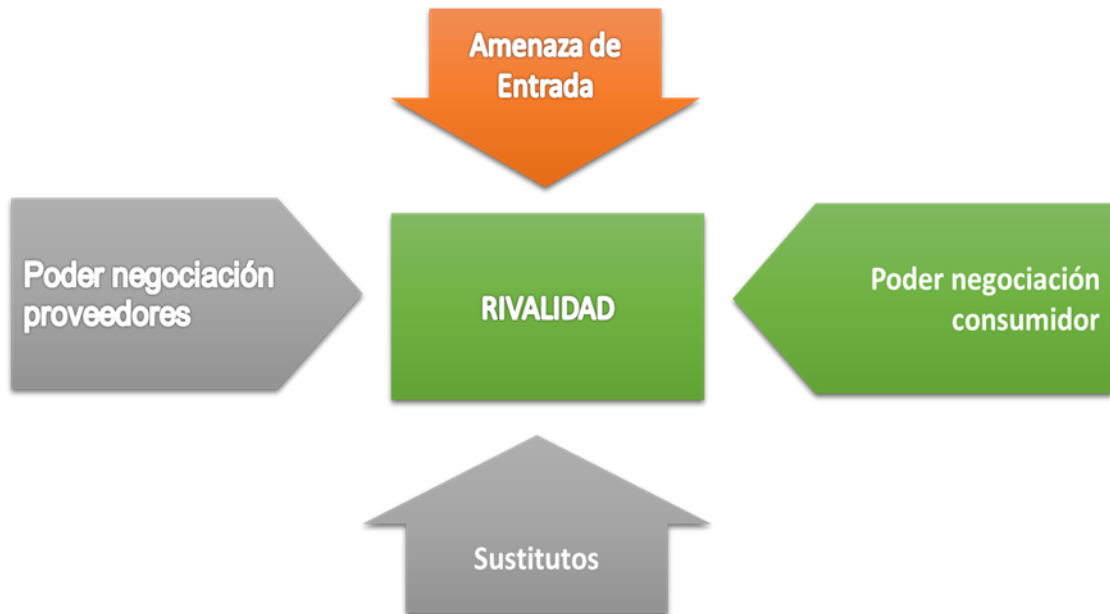 Amenaza de
Entrada
Poder negociación
proveedores
RIVALIDAD
Poder negociación
consumidor
Sustitutos